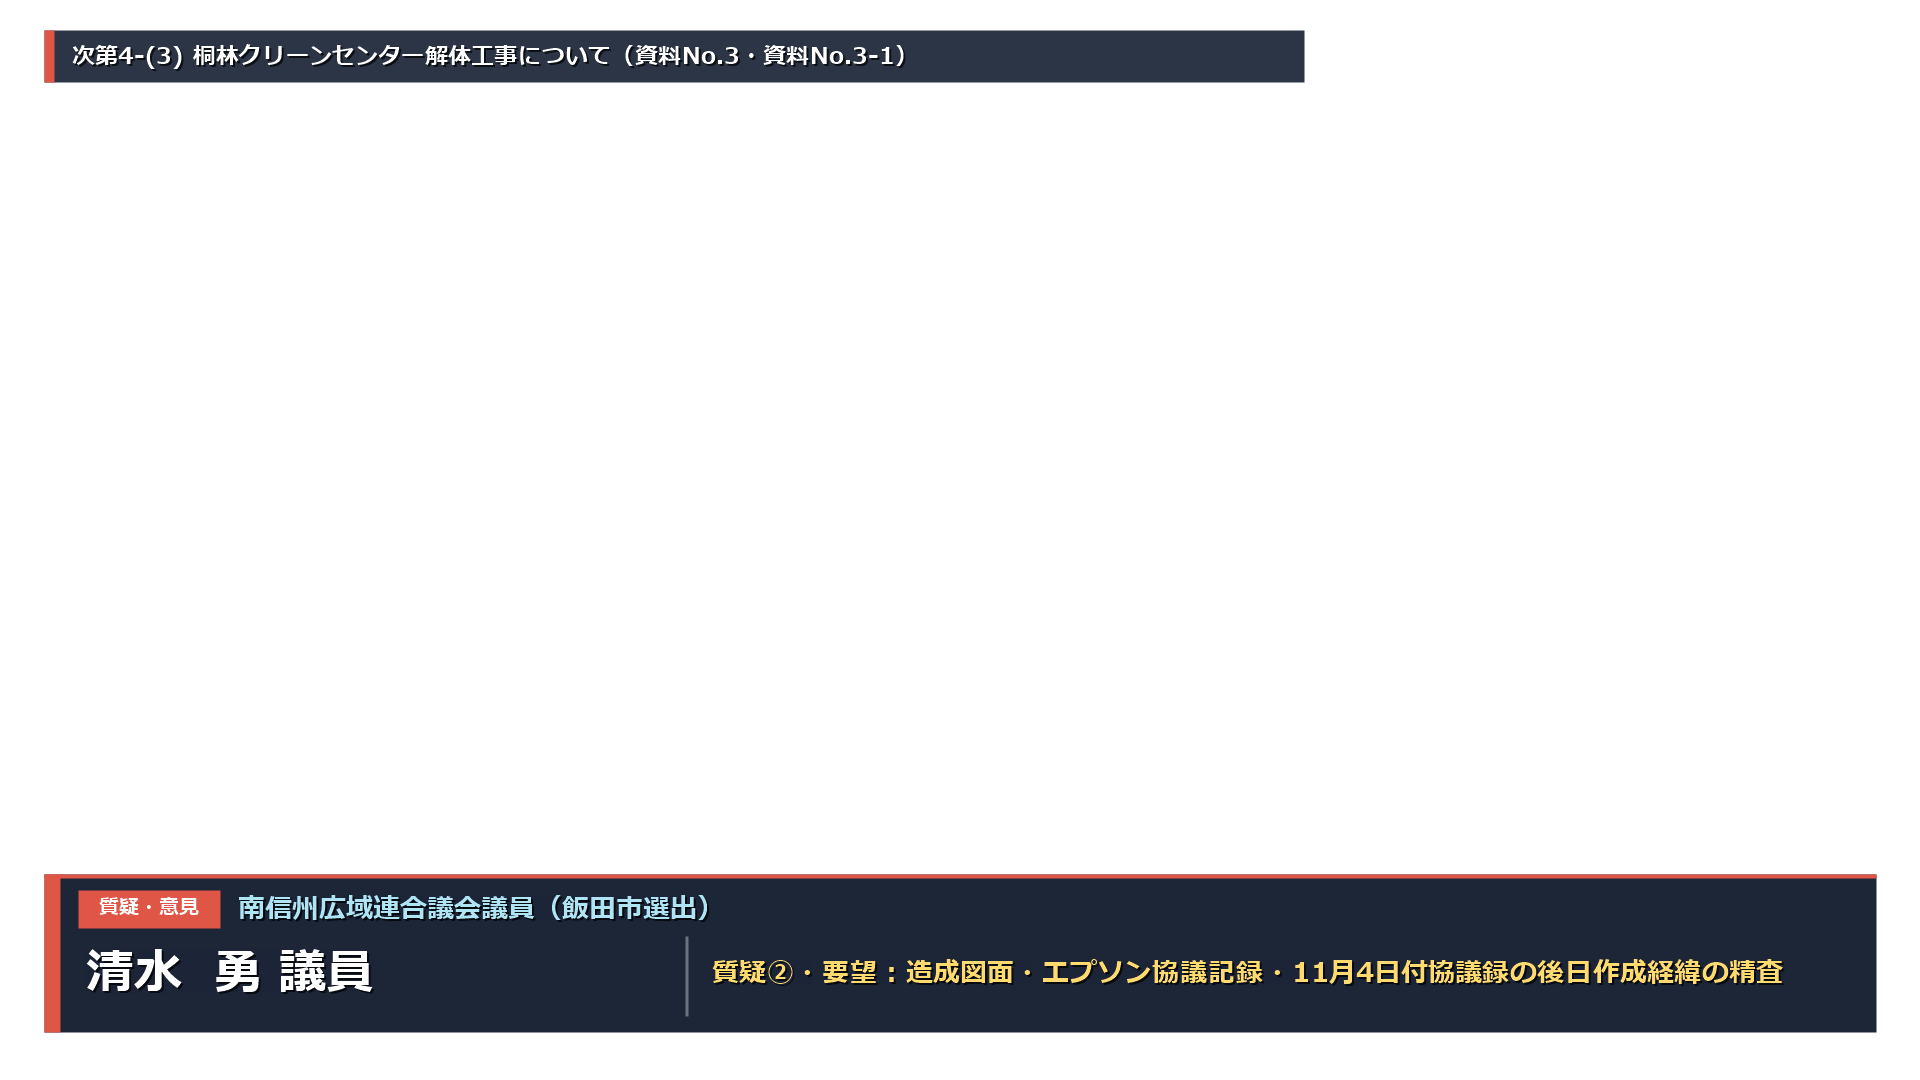 次第4-(3) 桐林クリーンセンター解体工事について（資料No.3・資料No.3-1）
質疑・意見 南信州広域連合議会議員（飯田市選出）
清水　勇 議員
質疑②・要望：造成図面・エプソン協議記録・11月4日付協議録の後日作成経緯の精査